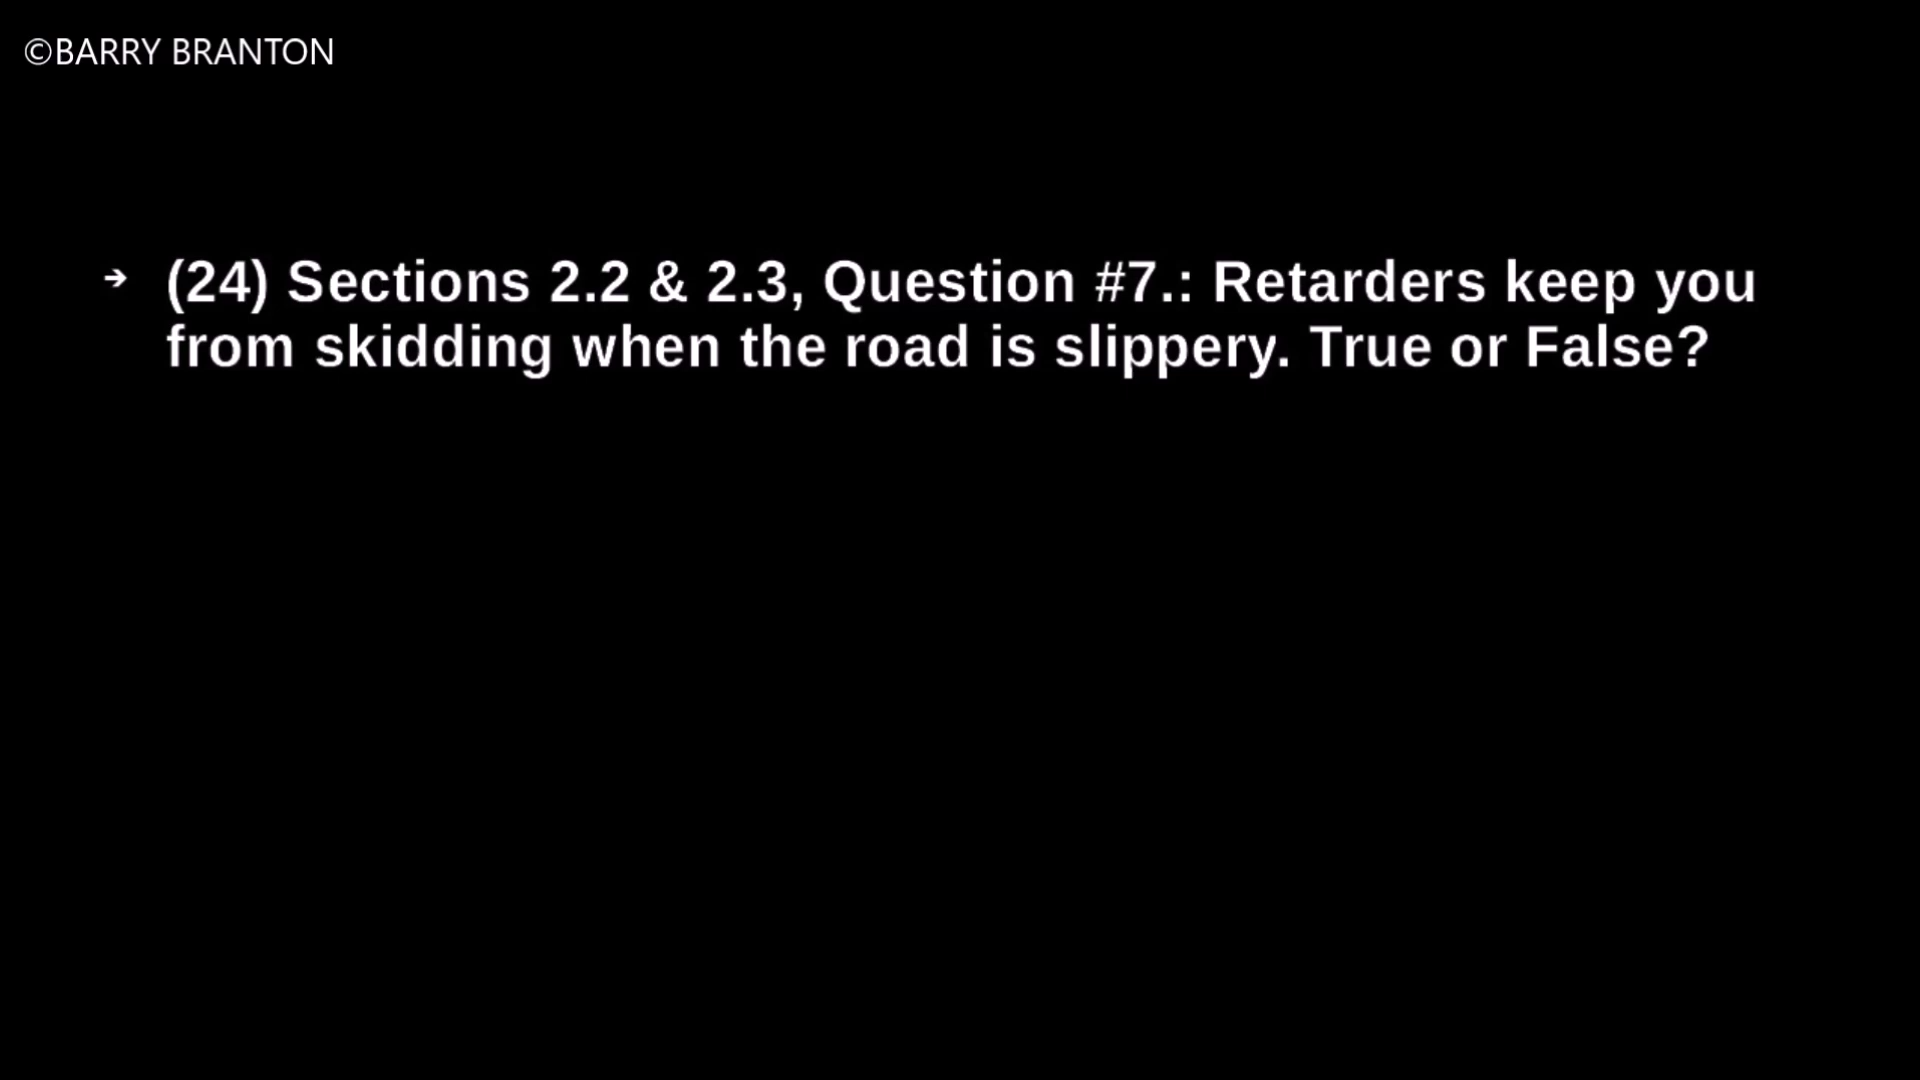 ©BARRY BRANTON
→ (24) Sections 2.2 & 2.3, Question #7.: Retarders keep you
from skidding when the road is slippery. True or False?